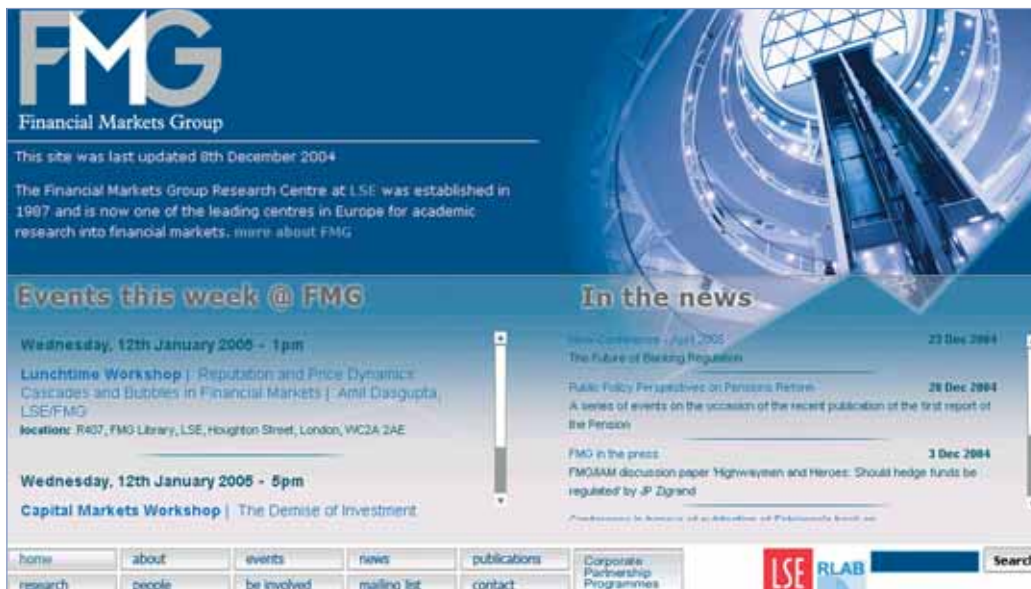 FMG
Financial Markets Group
This site was last updated 8th December 2004
The Financial Markets Group Research Centre at LSE was established in
1987 and is now one of the leading centres in Europe for academic
research into financial markets. more about FMG
Events this week @ FMG
Wednesday, 12th January 2005 - 1pm
Lunchtime Workshop | Reputation and Price Dynamics
Cascades and Bubbles in Financial Markets | Amil Dasgupta,
LSE/FMG
location: R407, FMG Library, LSE, Houghton Street, London, WC2A 2AE
Wednesday, 12th January 2005 - 5pm
Capital Markets Workshop | The Demise of Investment
In the news
New Conference - April 2005 23 Dec 2004
The Future of Banking Regulation
Public Policy Perspectives on Pensions Reform 20 Dec 2004
A series of events on the occasion of the recent publication of the first report of
the Pension
FMG in the press 3 Dec 2004
FMG/IAM discussion paper 'Highwaymen and Heroes: Should hedge funds be
regulated' by JP Zigrand
home about events news publications Corporate
Partnership
Programmes
research people be involved mailing list contact
LSE RLAB Search